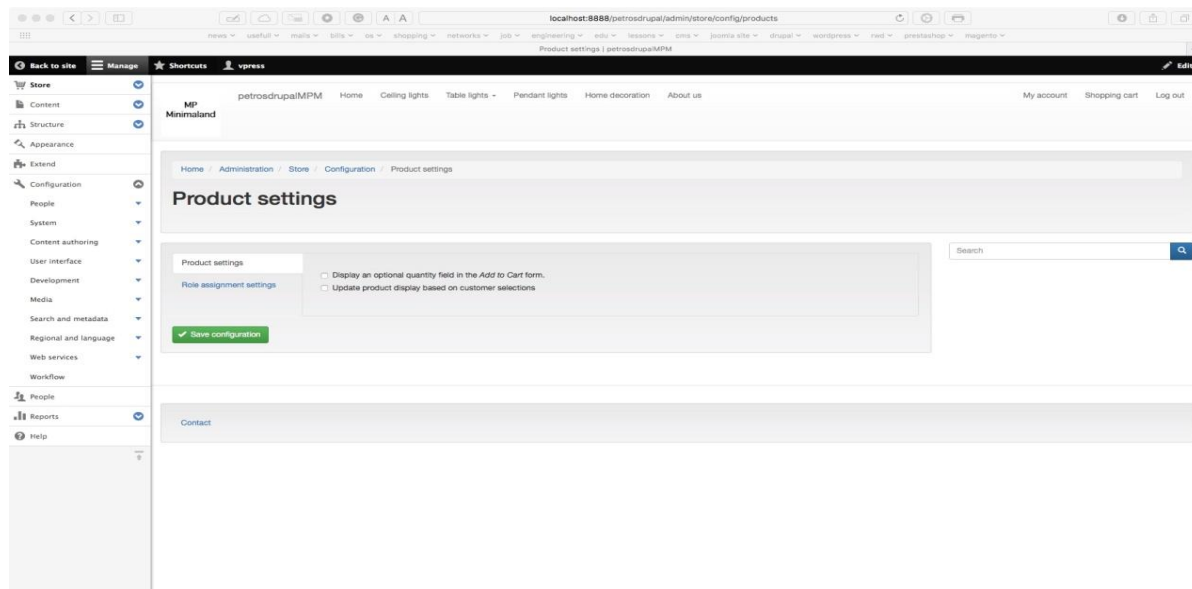 A A
localhost:8888/petrosdrupal/admin/store/config/products
news usefull mails bills os shopping networks job engineering edu lessons cms joomla site drupal wordpress rwd prestashop magento
Product settings | petrosdrupalMPM
Back to site Manage Shortcuts vpress Edit
Store
Content
Structure
Appearance
Extend
Configuration
People
System
Content authoring
User interface
Development
Media
Search and metadata
Regional and language
Web services
Workflow
People
Reports
Help
MP
Minimaland
petrosdrupalMPM Home Ceiling lights Table lights Pendant lights Home decoration About us My account Shopping cart Log out
Home / Administration / Store / Configuration / Product settings
Product settings
Product settings
Role assignment settings
Display an optional quantity field in the Add to Cart form.
Update product display based on customer selections
Save configuration
Search
Contact